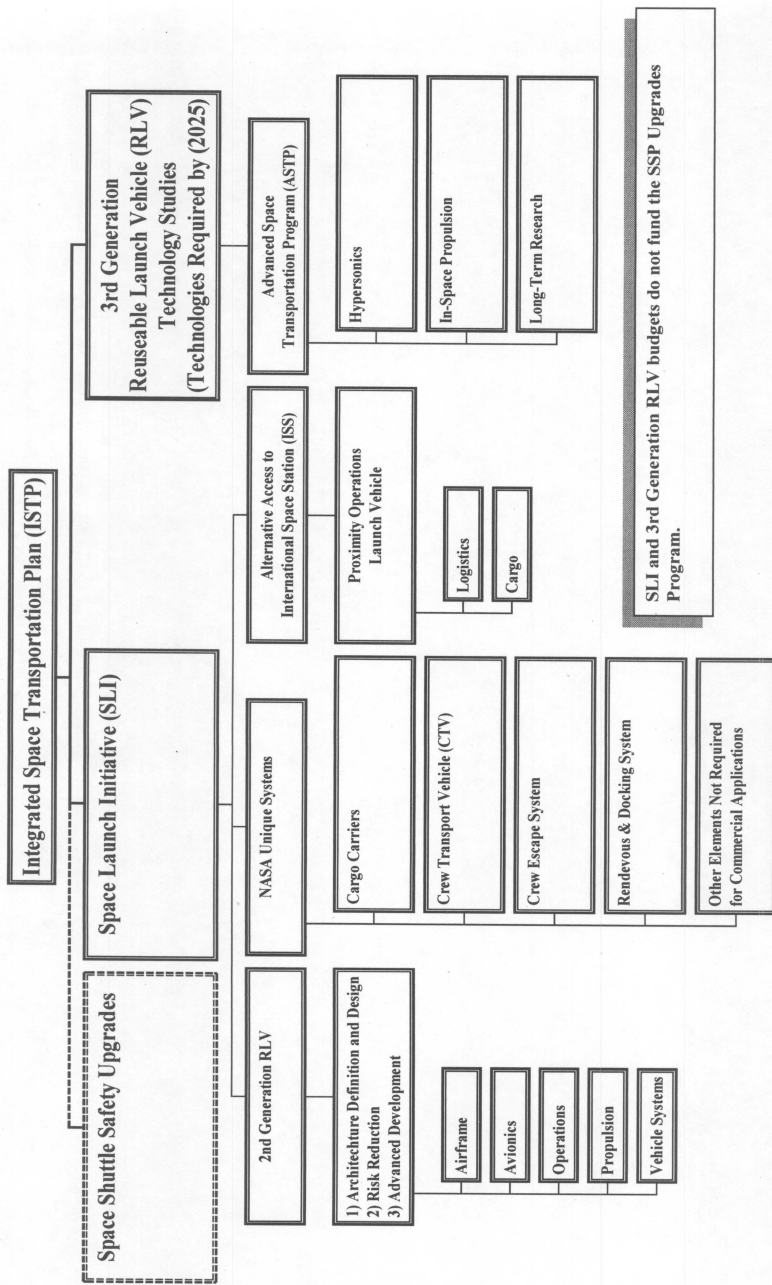 Integrated Space Transportation Plan (ISTP)
Space Shuttle Safety Upgrades
Space Launch Initiative (SLI)
3rd Generation
Reuseable Launch Vehicle (RLV)
Technology Studies
(Technologies Required by (2025)
2nd Generation RLV
1) Architechture Definition and Design
2) Risk Reduction
3) Advanced Development
Airframe
Avionics
Operations
Propulsion
Vehicle Systems
NASA Unique Systems
Cargo Carriers
Crew Transport Vehicle (CTV)
Crew Escape System
Rendevous & Docking System
Other Elements Not Required
for Commercial Applications
Alternative Access to
International Space Station (ISS)
Proximity Operations
Launch Vehicle
Logistics
Cargo
Advanced Space
Transportation Program (ASTP)
Hypersonics
In-Space Propulsion
Long-Term Research
SLI and 3rd Generation RLV budgets do not fund the SSP Upgrades
Program.